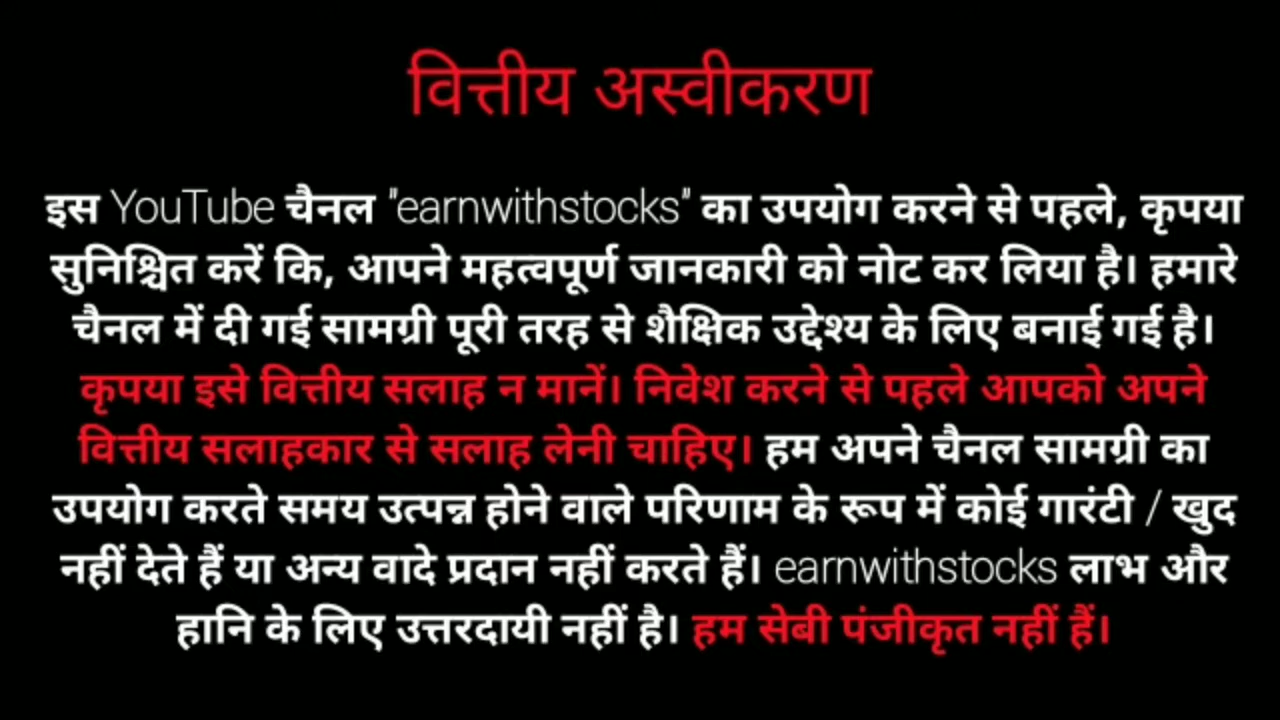 वित्तीय अस्वीकरण
इस YouTube चैनल "earnwithstocks" का उपयोग करने से पहले, कृपया
सुनिश्चित करें कि, आपने महत्वपूर्ण जानकारी को नोट कर लिया है। हमारे
चैनल में दी गई सामग्री पूरी तरह से शैक्षिक उद्देश्य के लिए बनाई गई है।
कृपया इसे वित्तीय सलाह न मानें। निवेश करने से पहले आपको अपने
वित्तीय सलाहकार से सलाह लेनी चाहिए। हम अपने चैनल सामग्री का
उपयोग करते समय उत्पन्न होने वाले परिणाम के रूप में कोई गारंटी / खुद
नहीं देते हैं या अन्य वादे प्रदान नहीं करते हैं। earnwithstocks लाभ और
हानि के लिए उत्तरदायी नहीं है। हम सेबी पंजीकृत नहीं हैं।